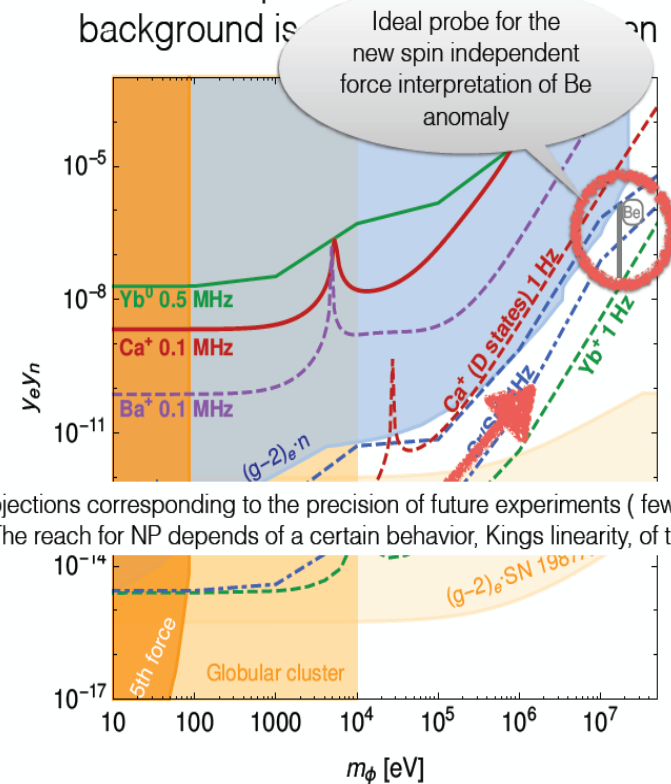 background is
en
Ideal probe for the
new spin independent
force interpretation of Be
anomaly
10⁻⁵
Be
10⁻⁸
Yb⁰ 0.5 MHz
Ca⁺ 0.1 MHz
Ca⁺ (D states) 1 Hz
Yb⁺ 1 Hz
yₑyₙ
Ba⁺ 0.1 MHz
10⁻¹¹
(g−2)ₑ·n
ojections corresponding to the precision of future experiments ( few
The reach for NP depends of a certain behavior, Kings linearity, of t
10⁻¹⁴
(g-2)ₑ·SN 1987
5th force
Globular cluster
10⁻¹⁷
10 100 1000 10⁴ 10⁵ 10⁶ 10⁷
m_ϕ [eV]